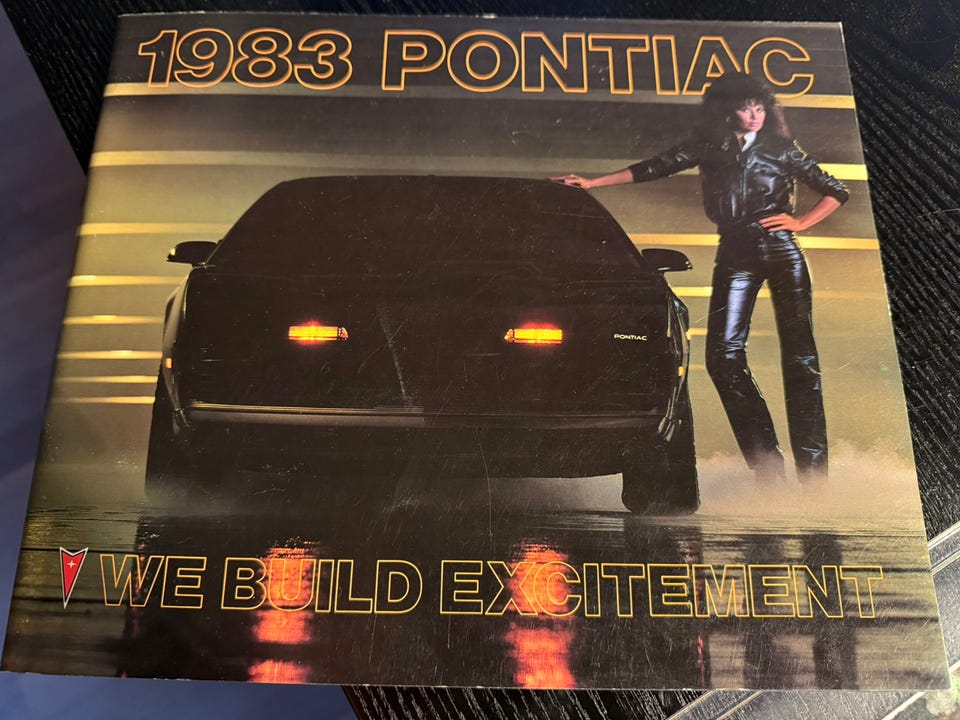 1983 PONTIAC
PONTIAC
WE BUILD EXCITEMENT